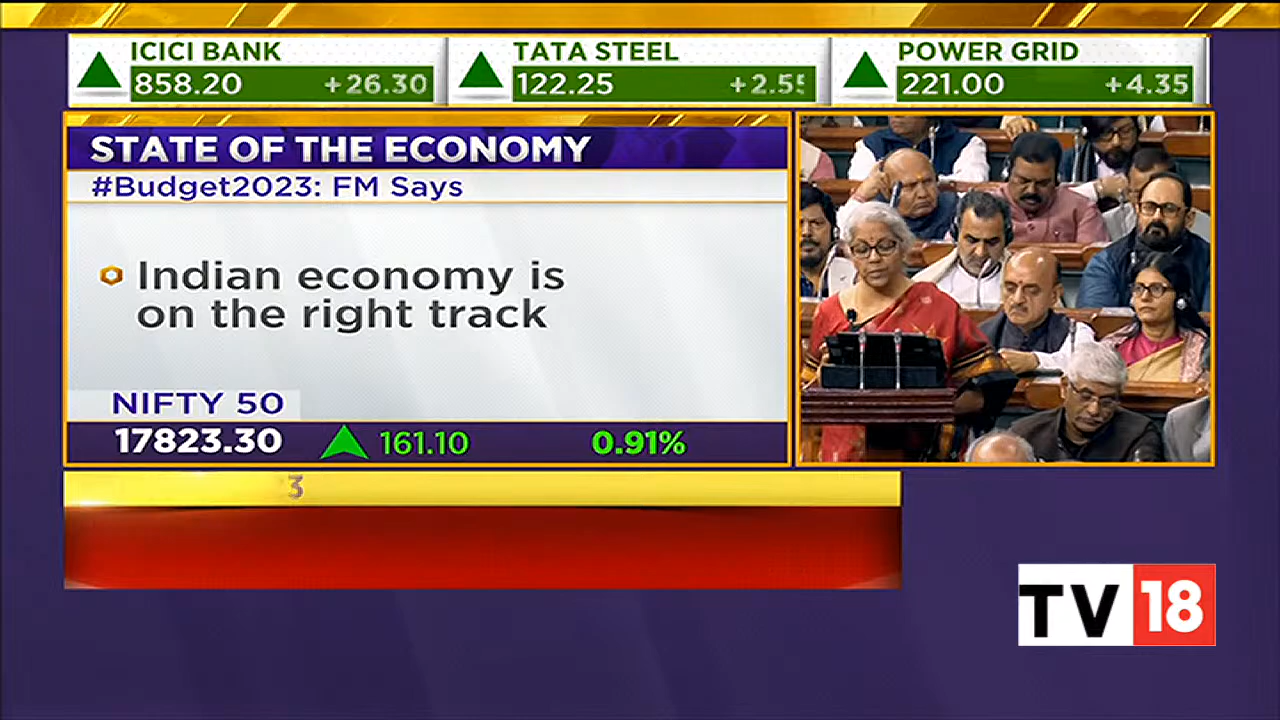 ICICI BANK
858.20 +26.30
TATA STEEL
122.25 +2.55
POWER GRID
221.00 +4.35
STATE OF THE ECONOMY
#Budget2023: FM Says
Indian economy is
on the right track
NIFTY 50
17823.30 161.10 0.91%
3
TV18